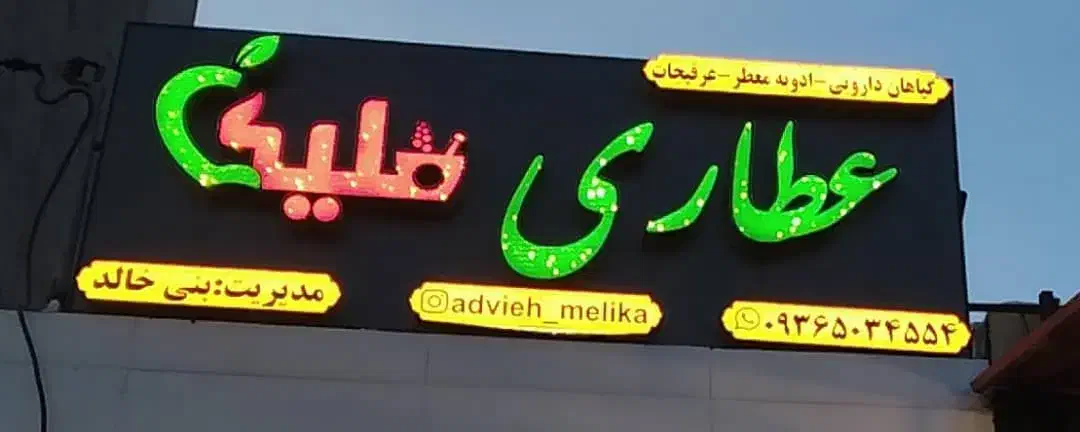 گیاهان دارویی-ادویه معطر-عرقیجات
عطاری ملیکا
مدیریت:بنی خالد
advieh_melika
۰۹۳۶۵۰۳۴۵۵۴